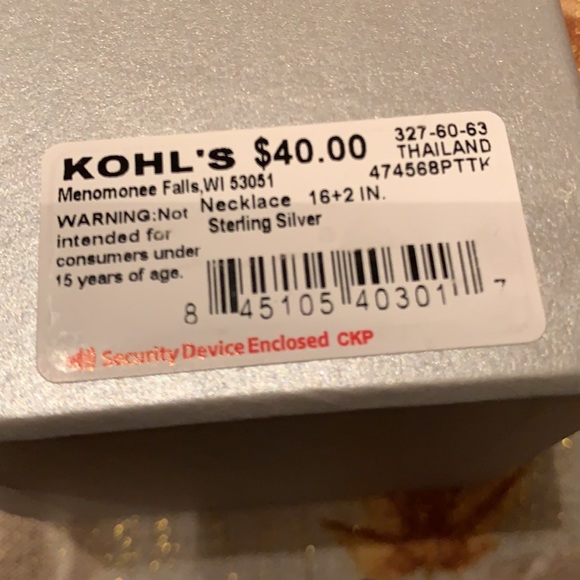 KOHL'S $40.00 327-60-63
Menomonee Falls,WI 53051 THAILAND
474568PTTK
WARNING:Not Necklace 16+2 IN.
intended for Sterling Silver
consumers under
15 years of age.
8 45105 40301 7
Security Device Enclosed CKP